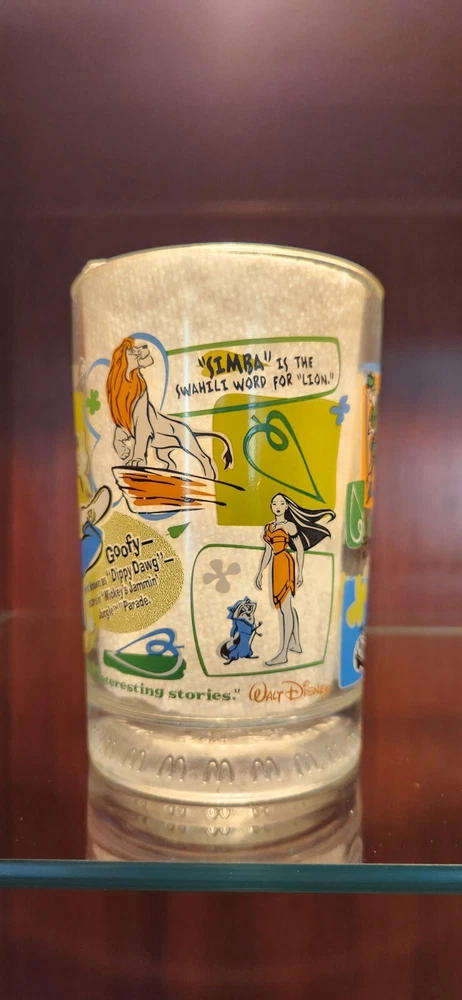 "SIMBA" IS THE
SWAHILI WORD FOR "LION."
Goofy—
as "Dippy Dawg"—
"Mickey's Jammin'
Jungle" Parade.
interesting stories." WALT DISNEY